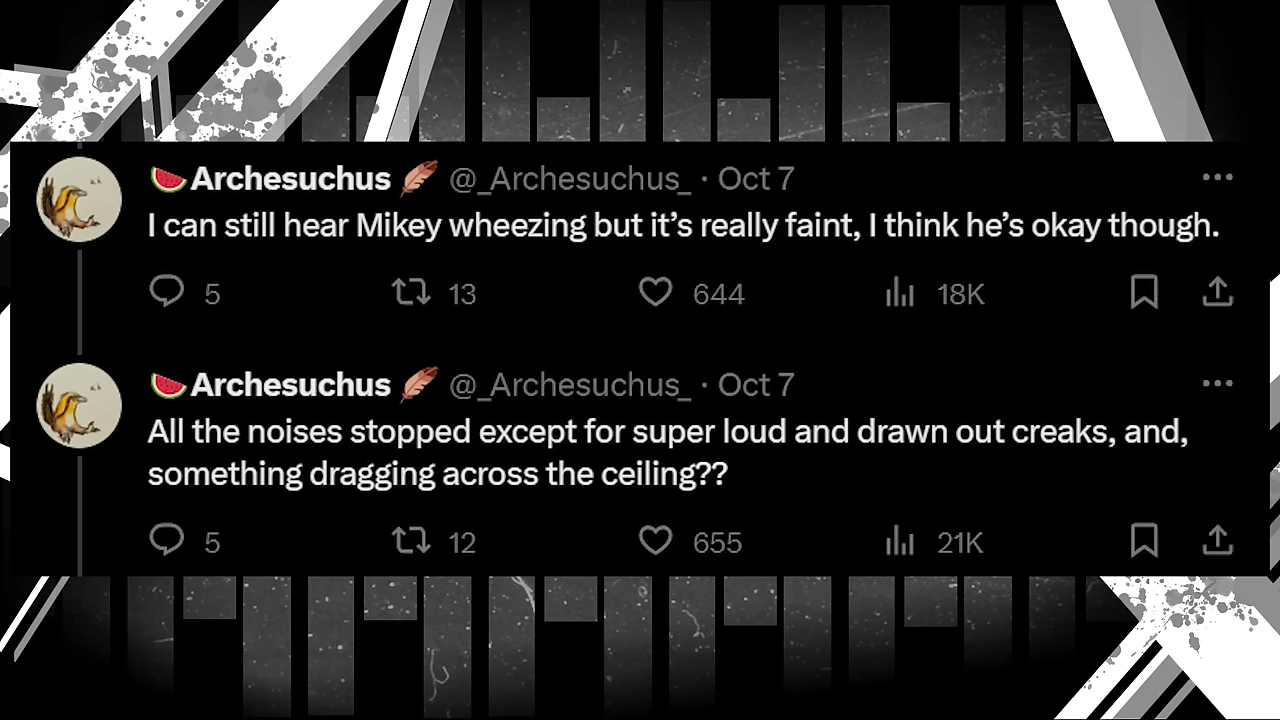 🍉Archesuchus 🪶 @_Archesuchus_ · Oct 7
I can still hear Mikey wheezing but it’s really faint, I think he’s okay though.
5 13 644 18K
🍉Archesuchus 🪶 @_Archesuchus_ · Oct 7
All the noises stopped except for super loud and drawn out creaks, and,
something dragging across the ceiling??
5 12 655 21K